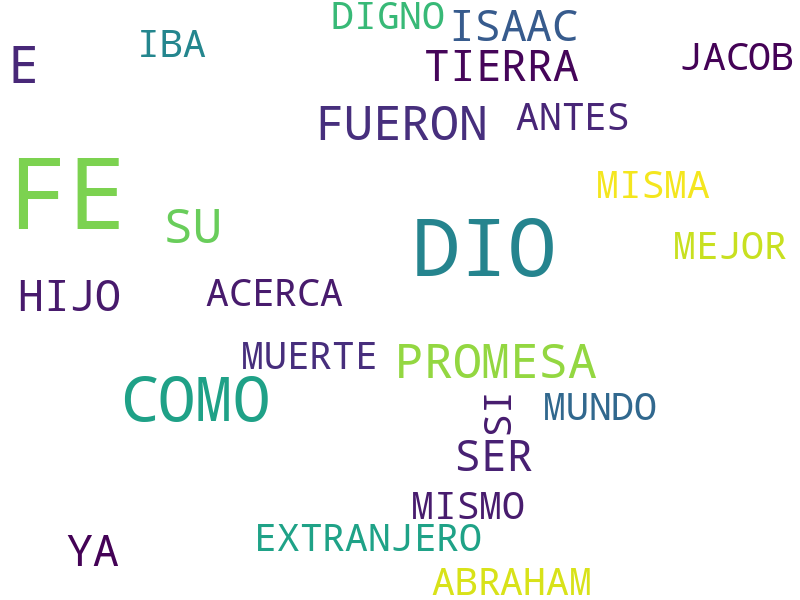 DIGNO
ISAAC
IBA
E
TIERRA
JACOB
FUERON
ANTES
FE
MISMA
SU
DIO
MEJOR
HIJO
ACERCA
MUERTE
PROMESA
COMO
SI
MUNDO
SER
MISMO
EXTRANJERO
YA
ABRAHAM